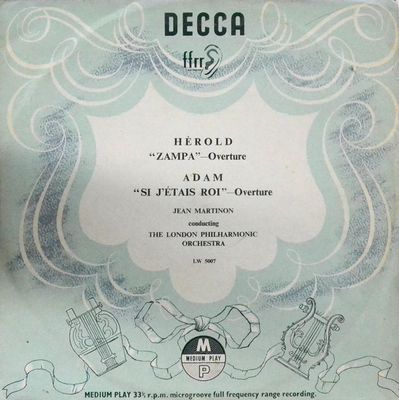 DECCA
ffrr
HÉROLD
"ZAMPA"—Overture
ADAM
"SI J'ÉTAIS ROI"—Overture
JEAN MARTINON
conducting
THE LONDON PHILHARMONIC
ORCHESTRA
LW 5007
M
MEDIUM PLAY
P
MEDIUM PLAY 33⅓ r.p.m. microgroove full frequency range recording.